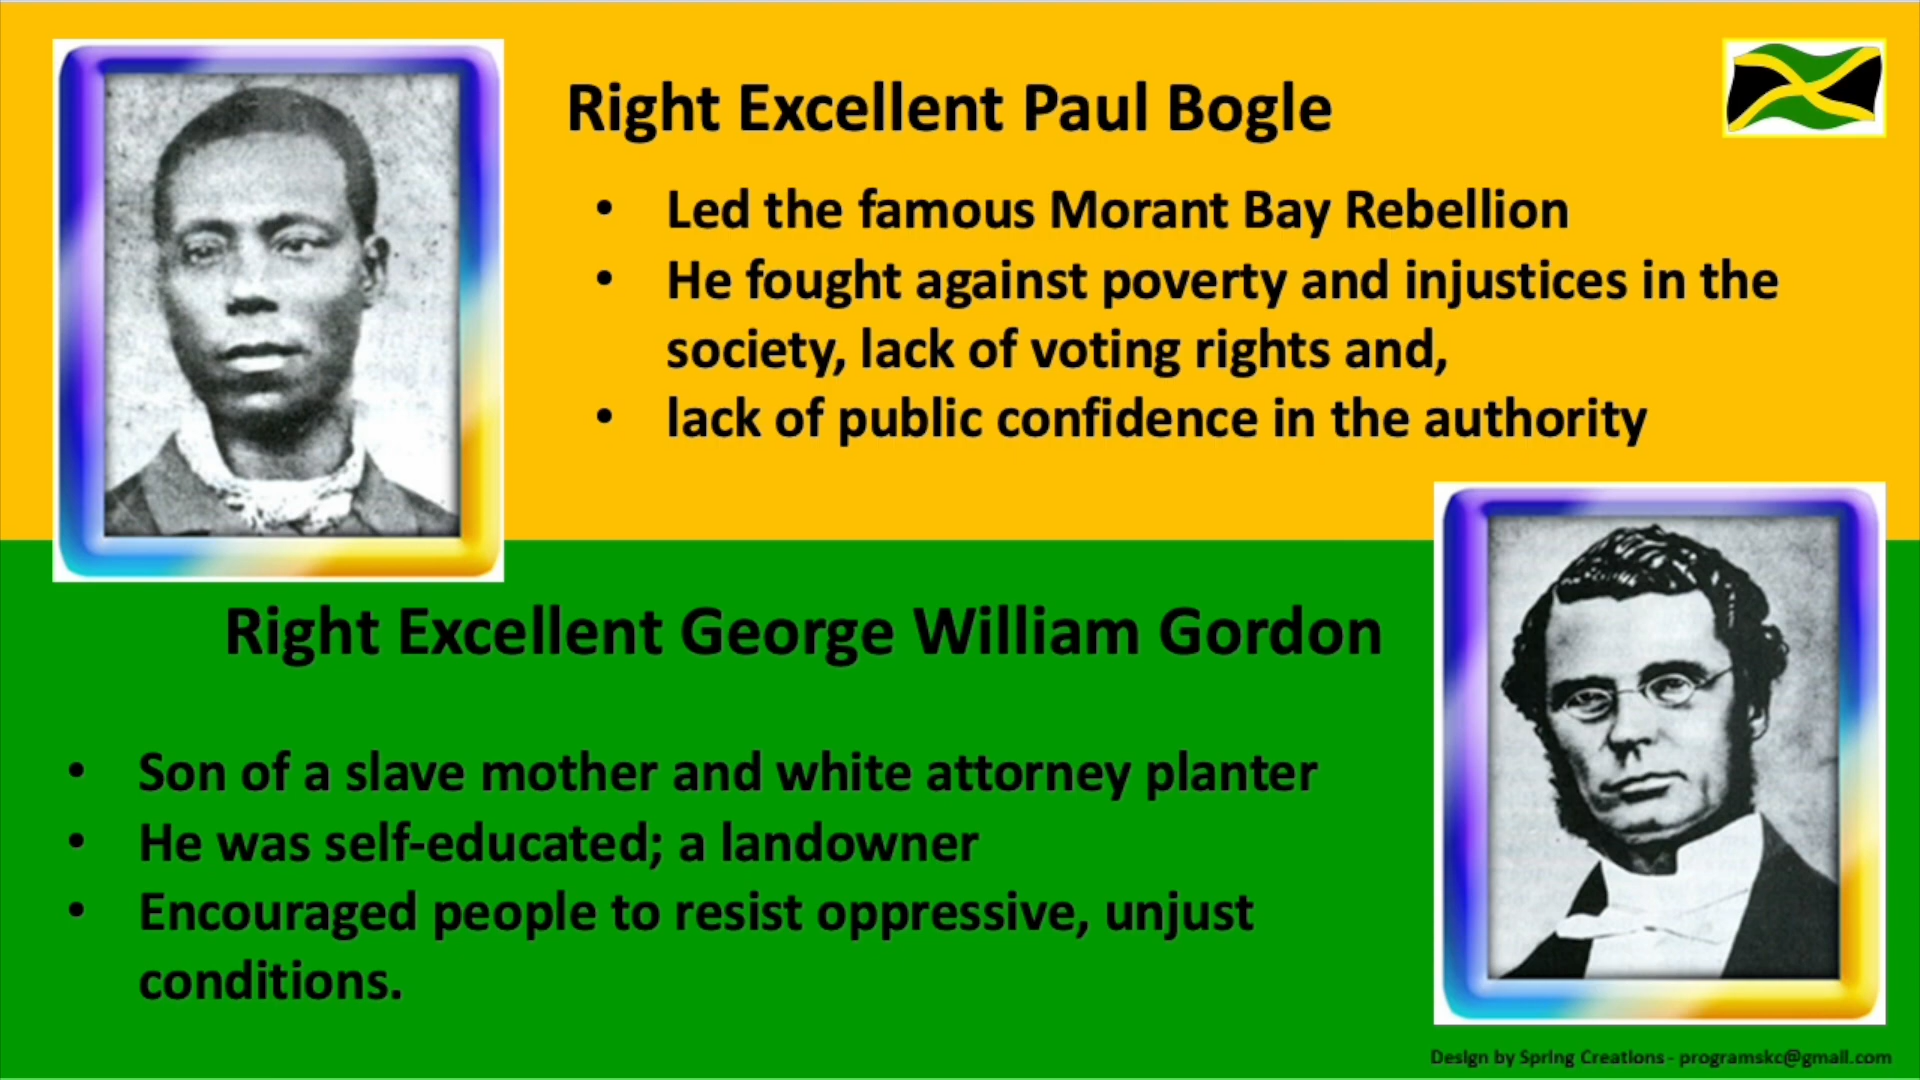 Right Excellent Paul Bogle
• Led the famous Morant Bay Rebellion
• He fought against poverty and injustices in the
society, lack of voting rights and,
• lack of public confidence in the authority
Right Excellent George William Gordon
• Son of a slave mother and white attorney planter
• He was self-educated; a landowner
• Encouraged people to resist oppressive, unjust
conditions.
Design by Spring Creations - programskc@gmail.com